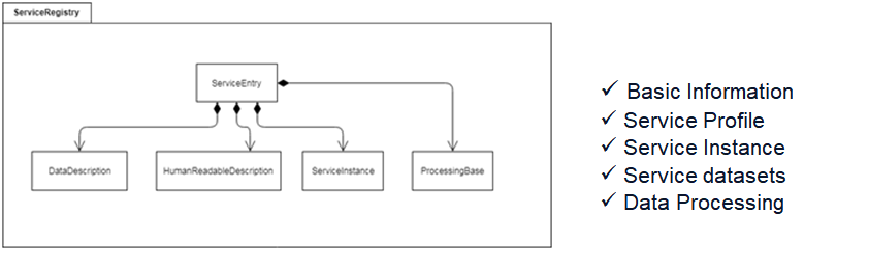 ServiceRegistry
ServiceEntry
DataDescription
HumanReadableDescription
ServiceInstance
ProcessingBase
✓ Basic Information
✓ Service Profile
✓ Service Instance
✓ Service datasets
✓ Data Processing